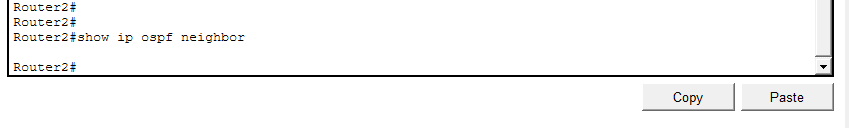 Router2#
Router2#
Router2#show ip ospf neighbor
Router2#
Copy Paste